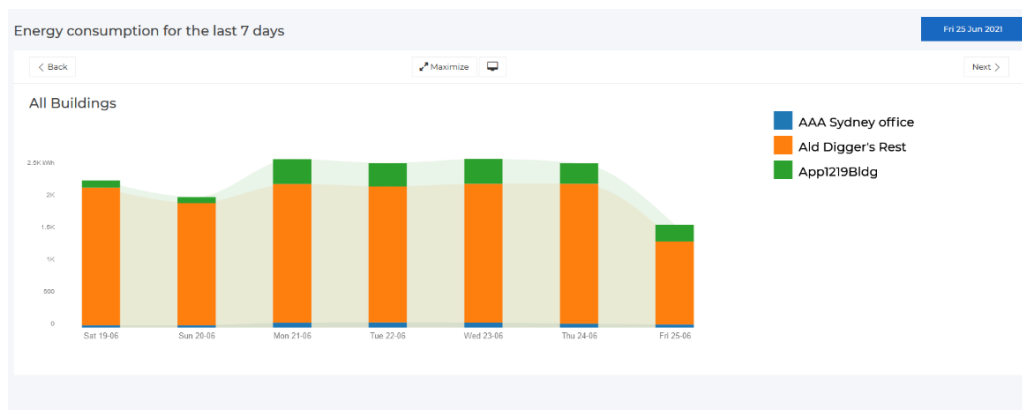 Energy consumption for the last 7 days
Fri 25 Jun 2021
Back
Maximize
Next
All Buildings
AAA Sydney office
Ald Digger's Rest
App1219Bldg
2.5K kWh
2K
1.5K
1K
500
0
Sat 19-06
Sun 20-06
Mon 21-06
Tue 22-06
Wed 23-06
Thu 24-06
Fri 25-06